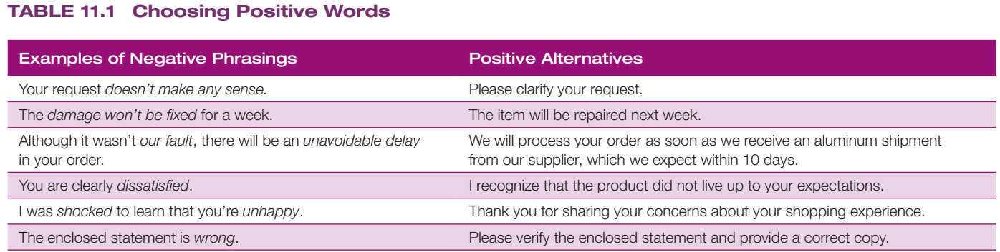 TABLE 11.1 Choosing Positive Words
Examples of Negative Phrasings
Positive Alternatives
Your request doesn't make any sense.
Please clarify your request.
The damage won't be fixed for a week.
The item will be repaired next week.
Although it wasn't our fault, there will be an unavoidable delay
in your order.
We will process your order as soon as we receive an aluminum shipment
from our supplier, which we expect within 10 days.
You are clearly dissatisfied.
I recognize that the product did not live up to your expectations.
I was shocked to learn that you're unhappy.
Thank you for sharing your concerns about your shopping experience.
The enclosed statement is wrong.
Please verify the enclosed statement and provide a correct copy.